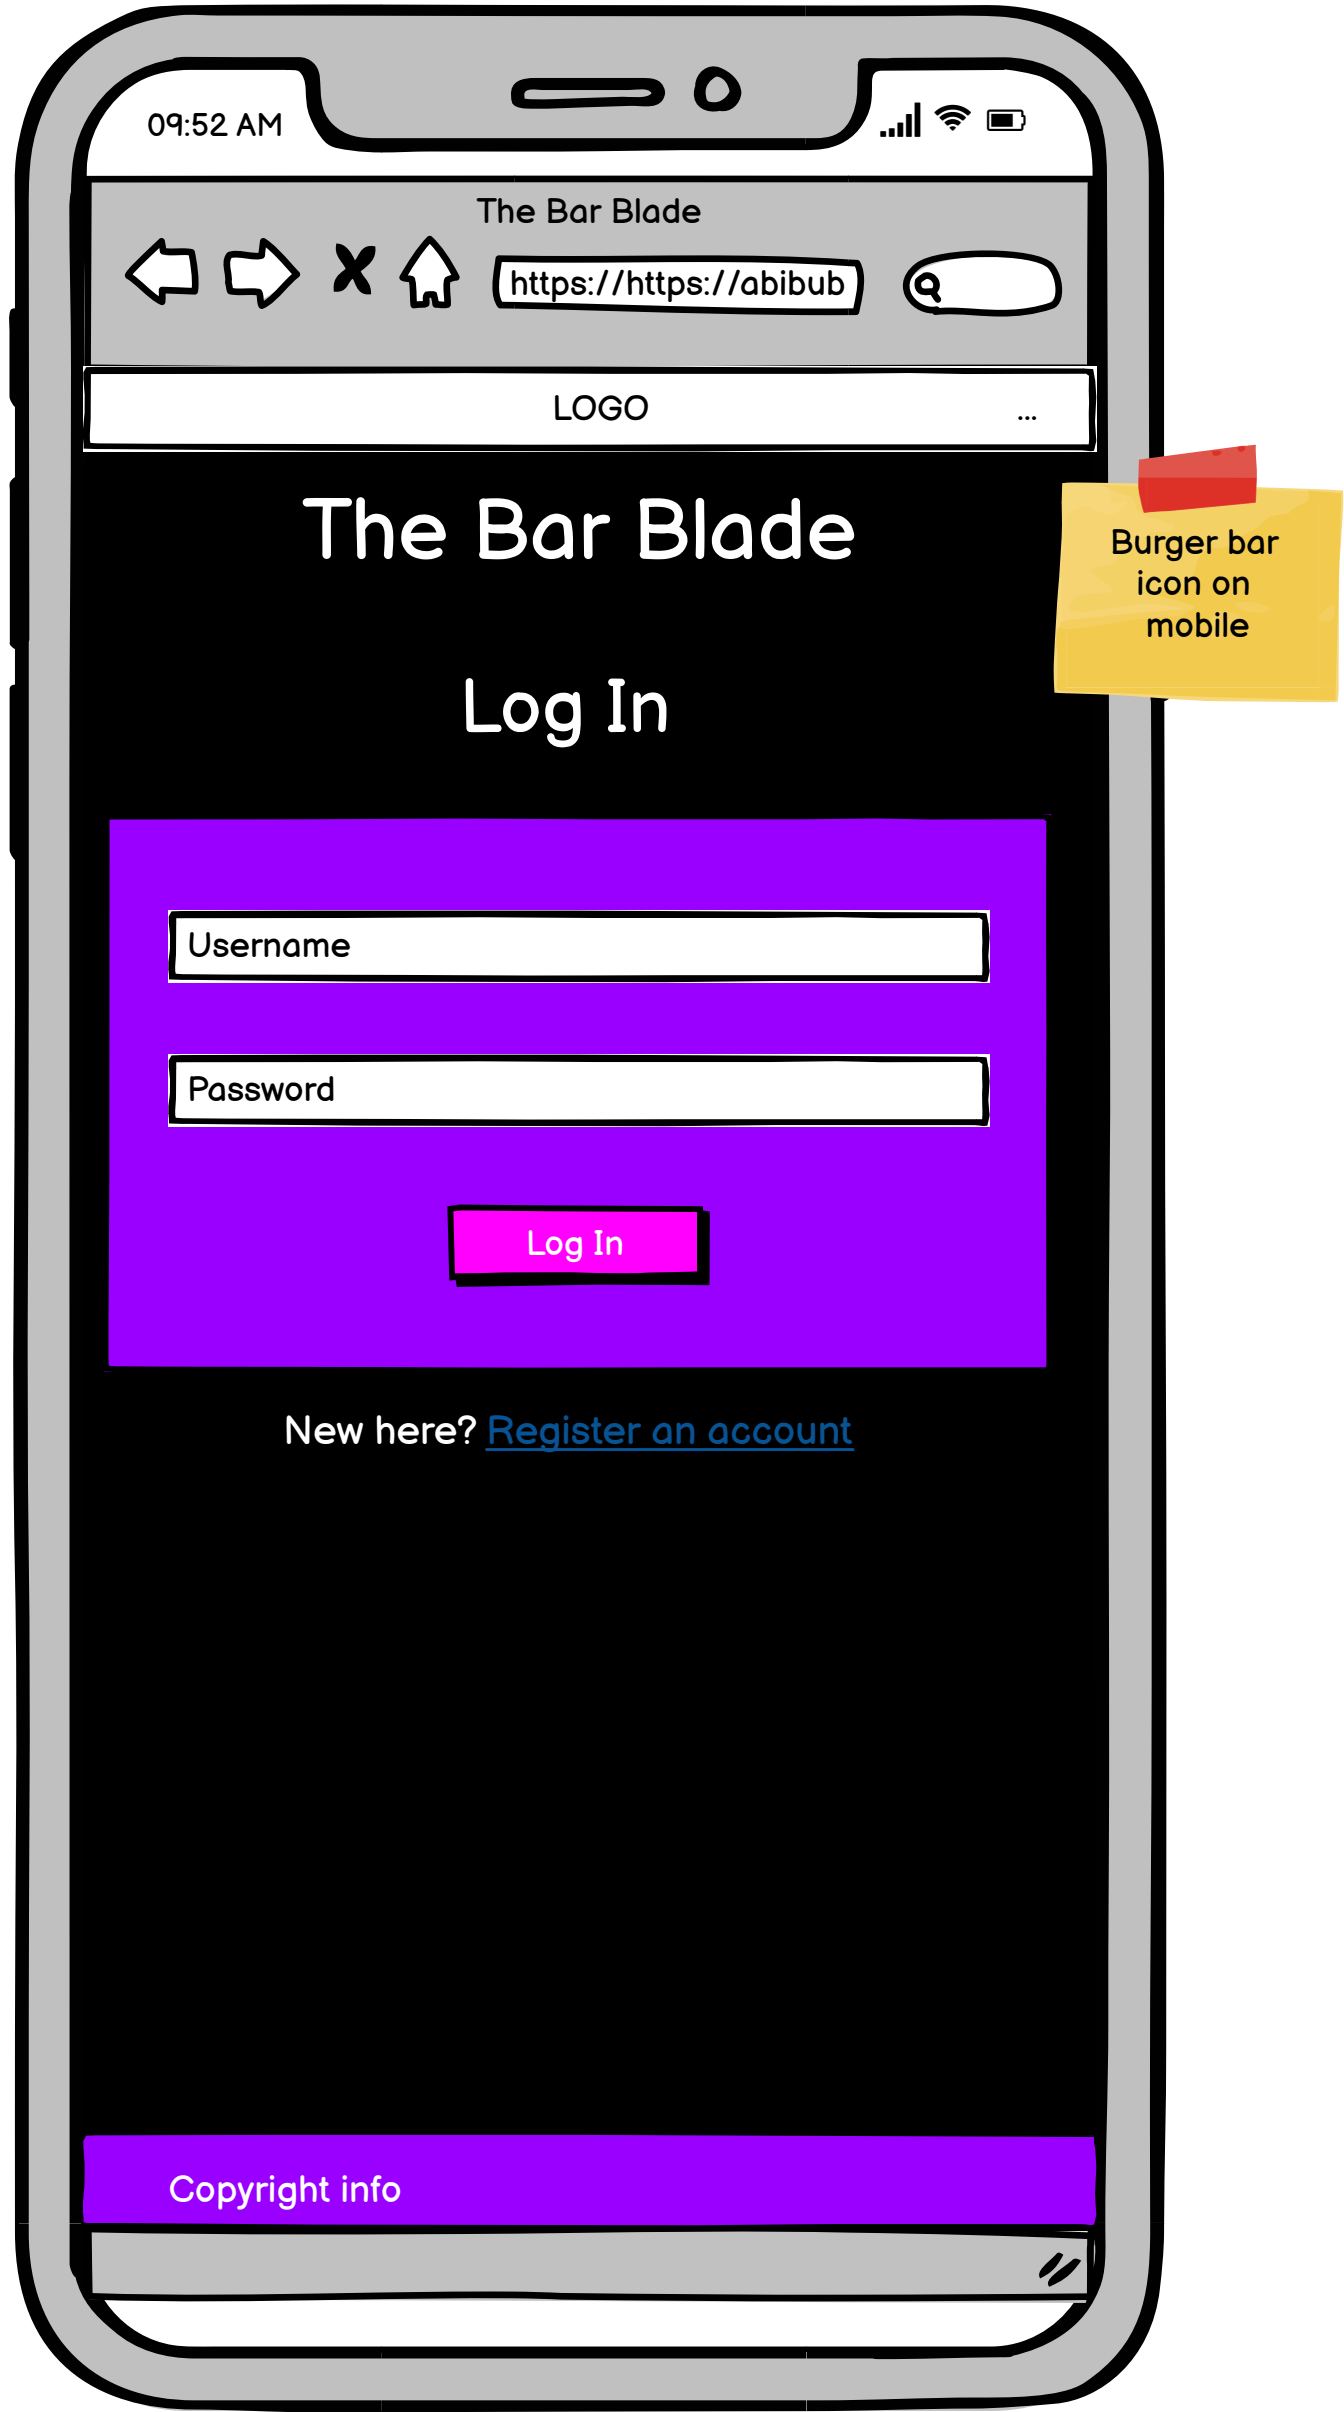 09:52 AM
The Bar Blade
https://https://abibub
LOGO
...
The Bar Blade
Burger bar
icon on
mobile
Log In
Username
Password
Log In
New here? Register an account
Copyright info